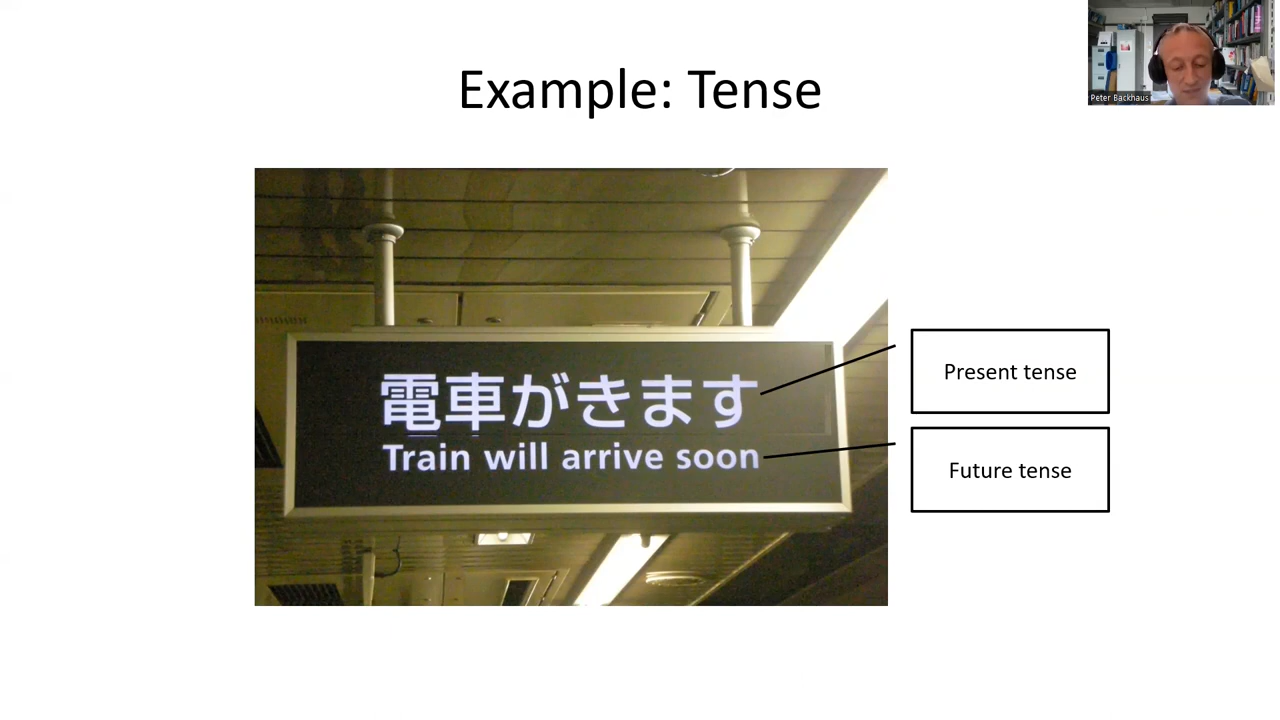 Example: Tense
Peter Backhaus
電車がきます
Train will arrive soon
Present tense
Future tense